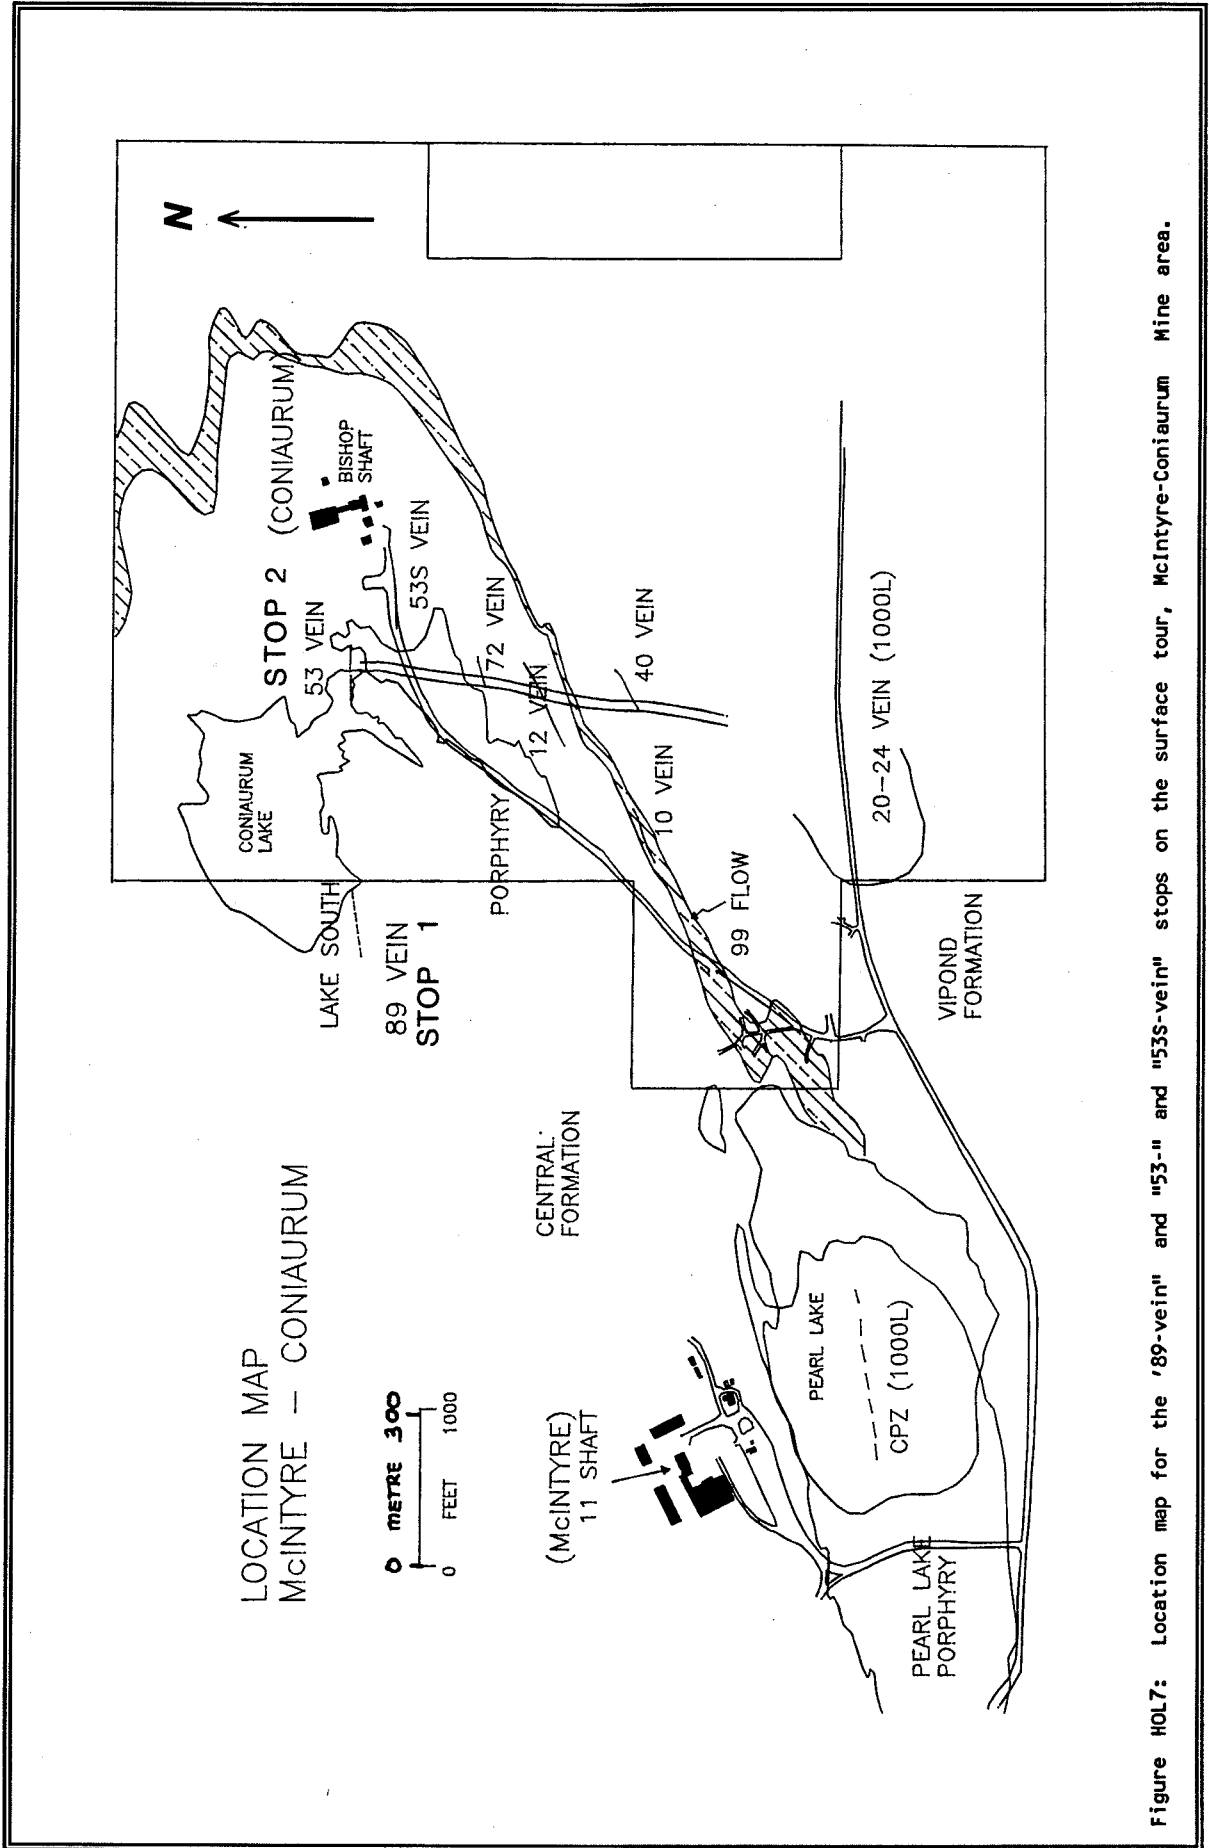 LOCATION MAP
McINTYRE – CONIAURUM
0 METRE 300
0 FEET 1000
N
(McINTYRE)
11 SHAFT
CENTRAL
FORMATION
LAKE SOUTH
89 VEIN
STOP 1
CONIAURUM
LAKE
STOP 2
53 VEIN
(CONIAURUM)
BISHOP
SHAFT
53S VEIN
PORPHYRY
72 VEIN
12 VEIN
40 VEIN
10 VEIN
99 FLOW
20–24 VEIN (1000L)
VIPOND
FORMATION
PEARL LAKE
CPZ (1000L)
PEARL LAKE
PORPHYRY
Figure HOL7: Location map for the '89-vein" and "53-" and "53S-vein" stops on the surface tour, McIntyre-Coniaurum Mine area.